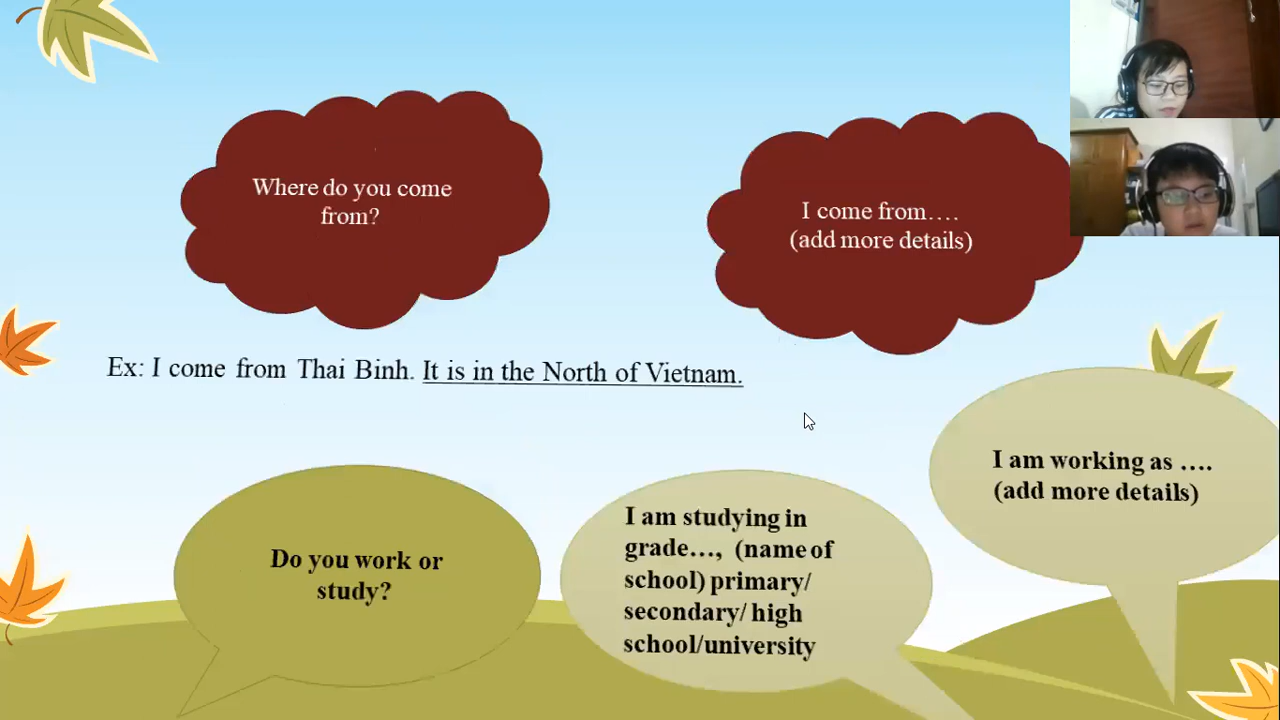 Where do you come
from?
I come from....
(add more details)
Ex: I come from Thai Binh. It is in the North of Vietnam.
Do you work or
study?
I am studying in
grade..., (name of
school) primary/
secondary/ high
school/university
I am working as ....
(add more details)